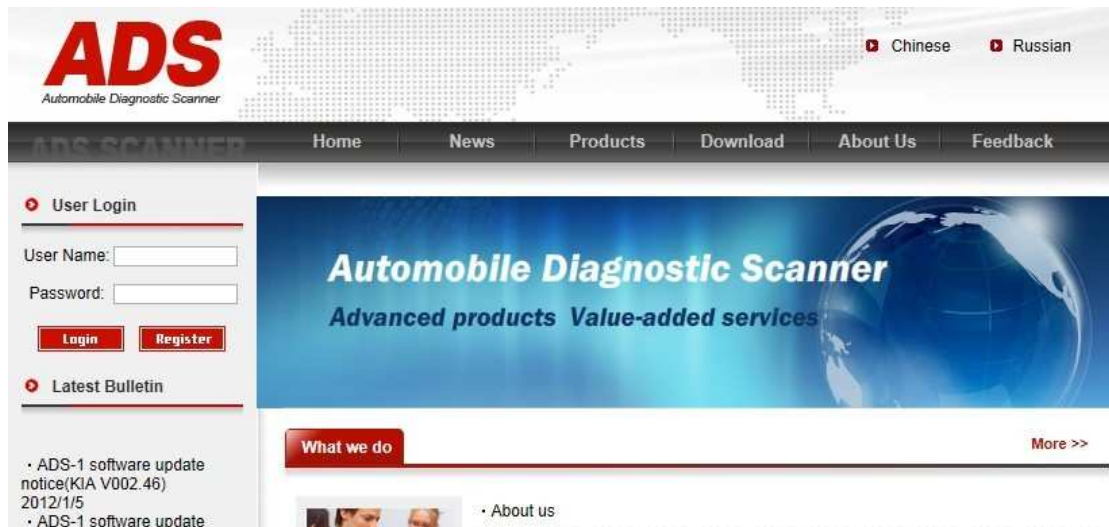 ADS
Automobile Diagnostic Scanner
Chinese
Russian
ADS SCANNER
Home
News
Products
Download
About Us
Feedback
User Login
User Name:
Password:
Login
Register
Latest Bulletin
· ADS-1 software update
notice(KIA V002.46)
2012/1/5
· ADS-1 software update
Automobile Diagnostic Scanner
Advanced products Value-added services
What we do
More >>
· About us